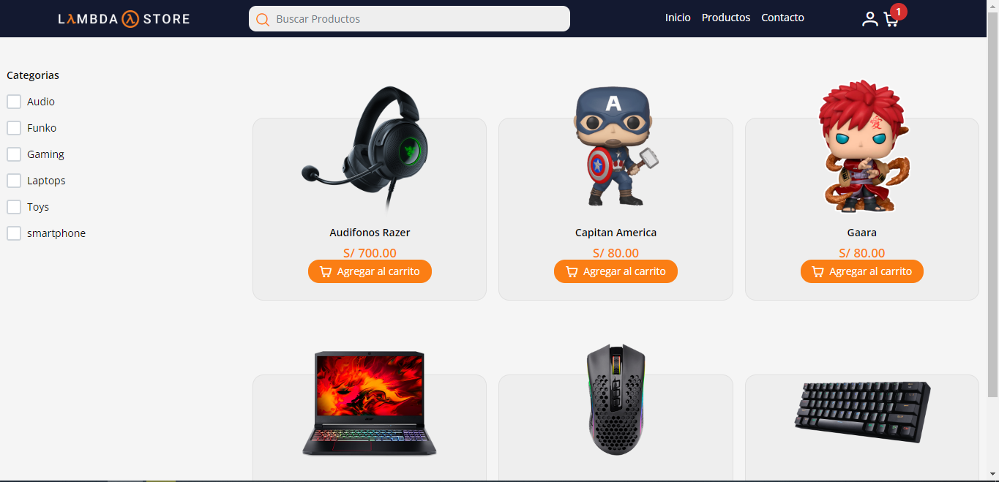 LAMBDA STORE
Buscar Productos
Inicio Productos Contacto
1
Categorias
Audio
Funko
Gaming
Laptops
Toys
smartphone
A
愛
Audifonos Razer
S/ 700.00
Agregar al carrito
Capitan America
S/ 80.00
Agregar al carrito
Gaara
S/ 80.00
Agregar al carrito